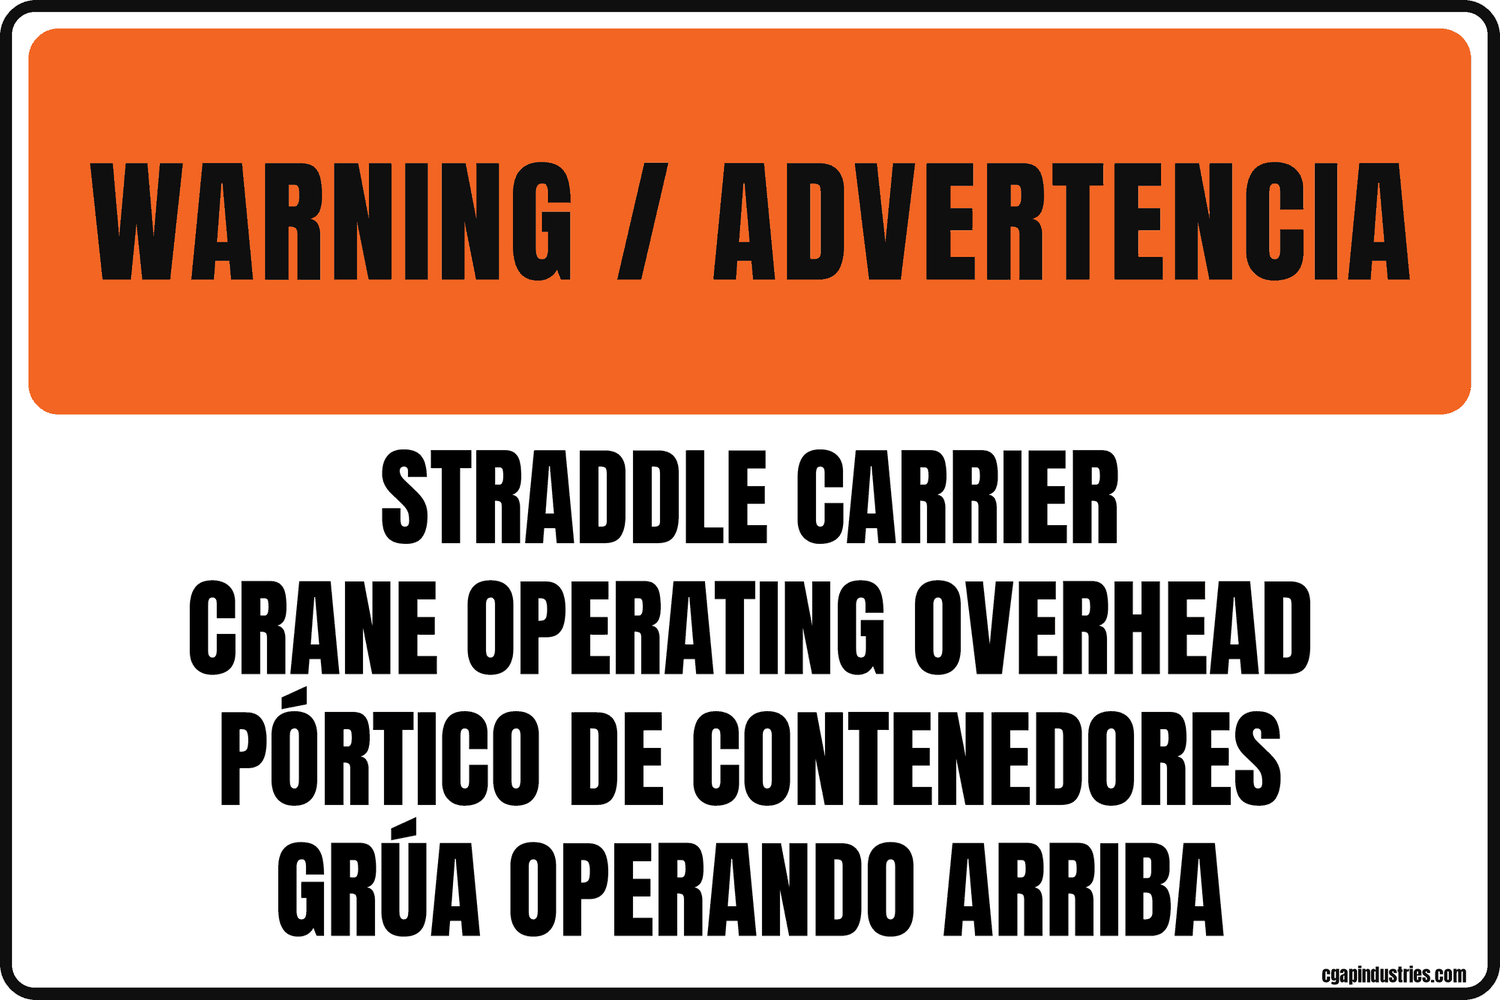 WARNING / ADVERTENCIA
STRADDLE CARRIER
CRANE OPERATING OVERHEAD
PÓRTICO DE CONTENEDORES
GRÚA OPERANDO ARRIBA
cgapindustries.com